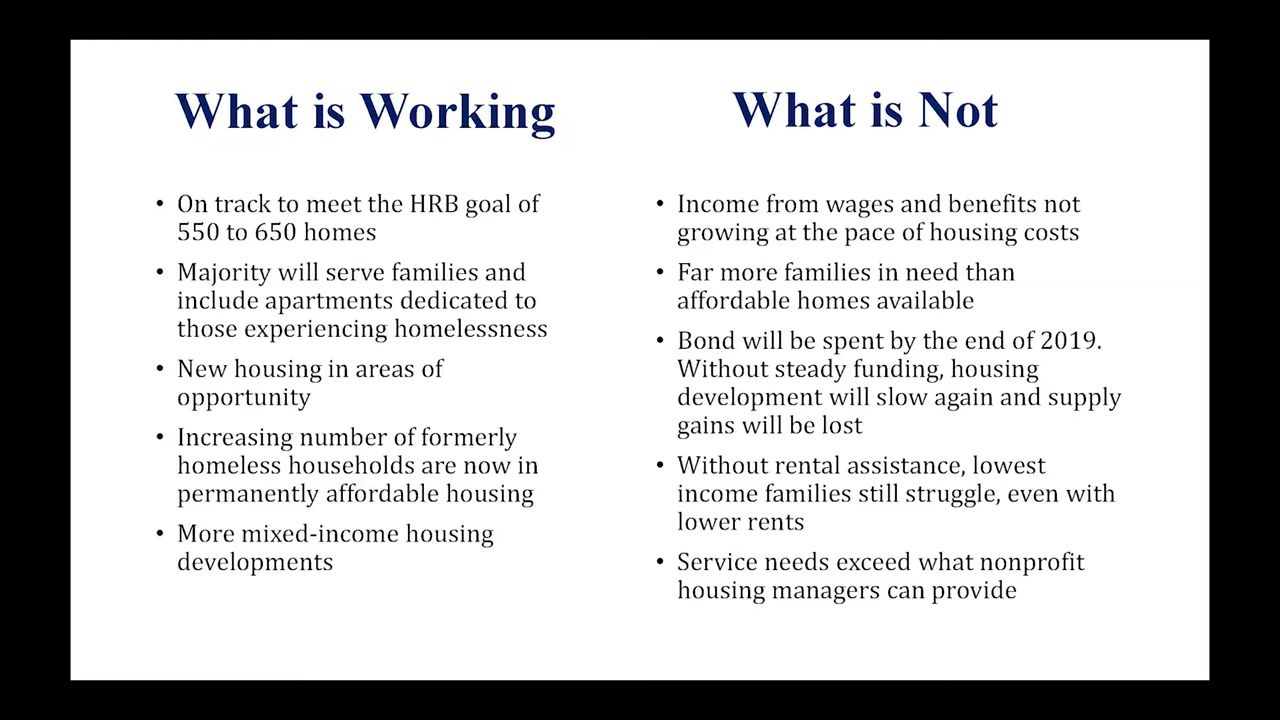 What is Working
• On track to meet the HRB goal of
550 to 650 homes
• Majority will serve families and
include apartments dedicated to
those experiencing homelessness
• New housing in areas of
opportunity
• Increasing number of formerly
homeless households are now in
permanently affordable housing
• More mixed-income housing
developments
What is Not
• Income from wages and benefits not
growing at the pace of housing costs
• Far more families in need than
affordable homes available
• Bond will be spent by the end of 2019.
Without steady funding, housing
development will slow again and supply
gains will be lost
• Without rental assistance, lowest
income families still struggle, even with
lower rents
• Service needs exceed what nonprofit
housing managers can provide